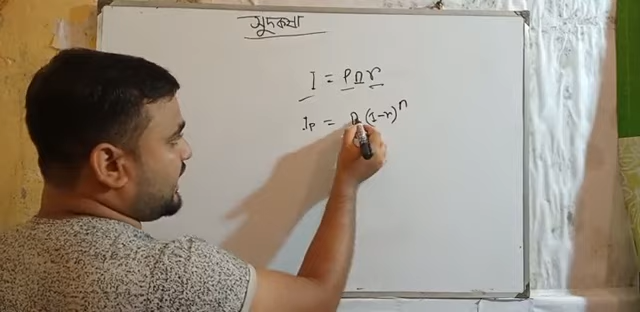 সুদকষা
I = Pnr
Ip = P(1-r)^n